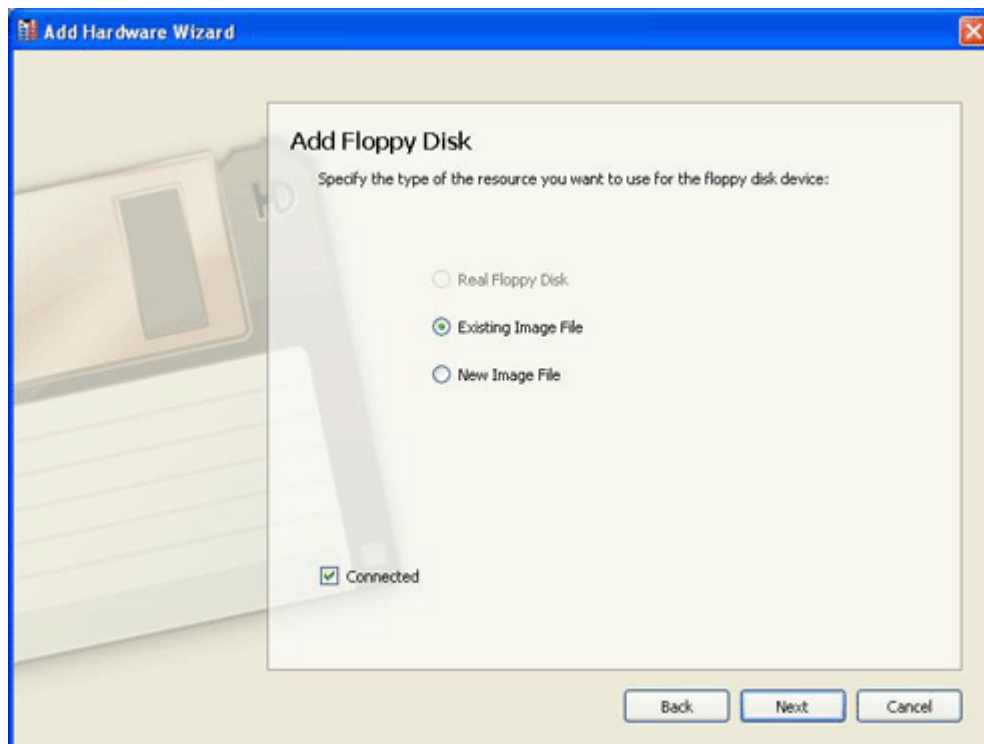 Add Hardware Wizard
Add Floppy Disk
Specify the type of the resource you want to use for the floppy disk device:
HD
Real Floppy Disk
Existing Image File
New Image File
Connected
Back
Next
Cancel